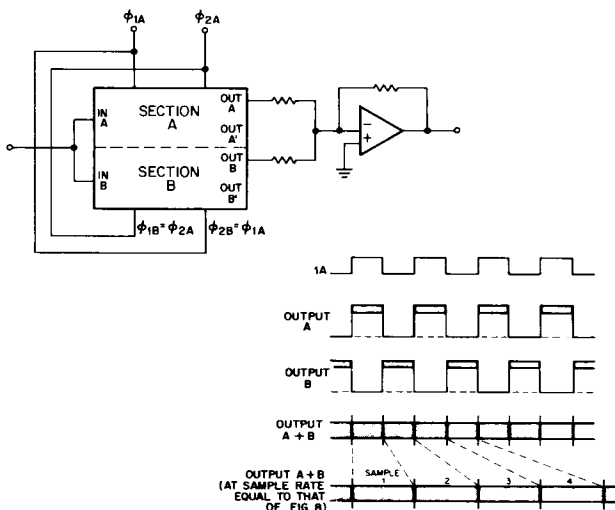 ϕ1A
ϕ2A
IN A
SECTION A
OUT A
OUT A'
IN B
SECTION B
OUT B
OUT B'
−
+
ϕ1B = ϕ2A
ϕ2B = ϕ1A
1A
OUTPUT A
OUTPUT B
OUTPUT A + B
OUTPUT A+B
(AT SAMPLE RATE
EQUAL TO THAT
OF FIG 8)
SAMPLE 1
2
3
4